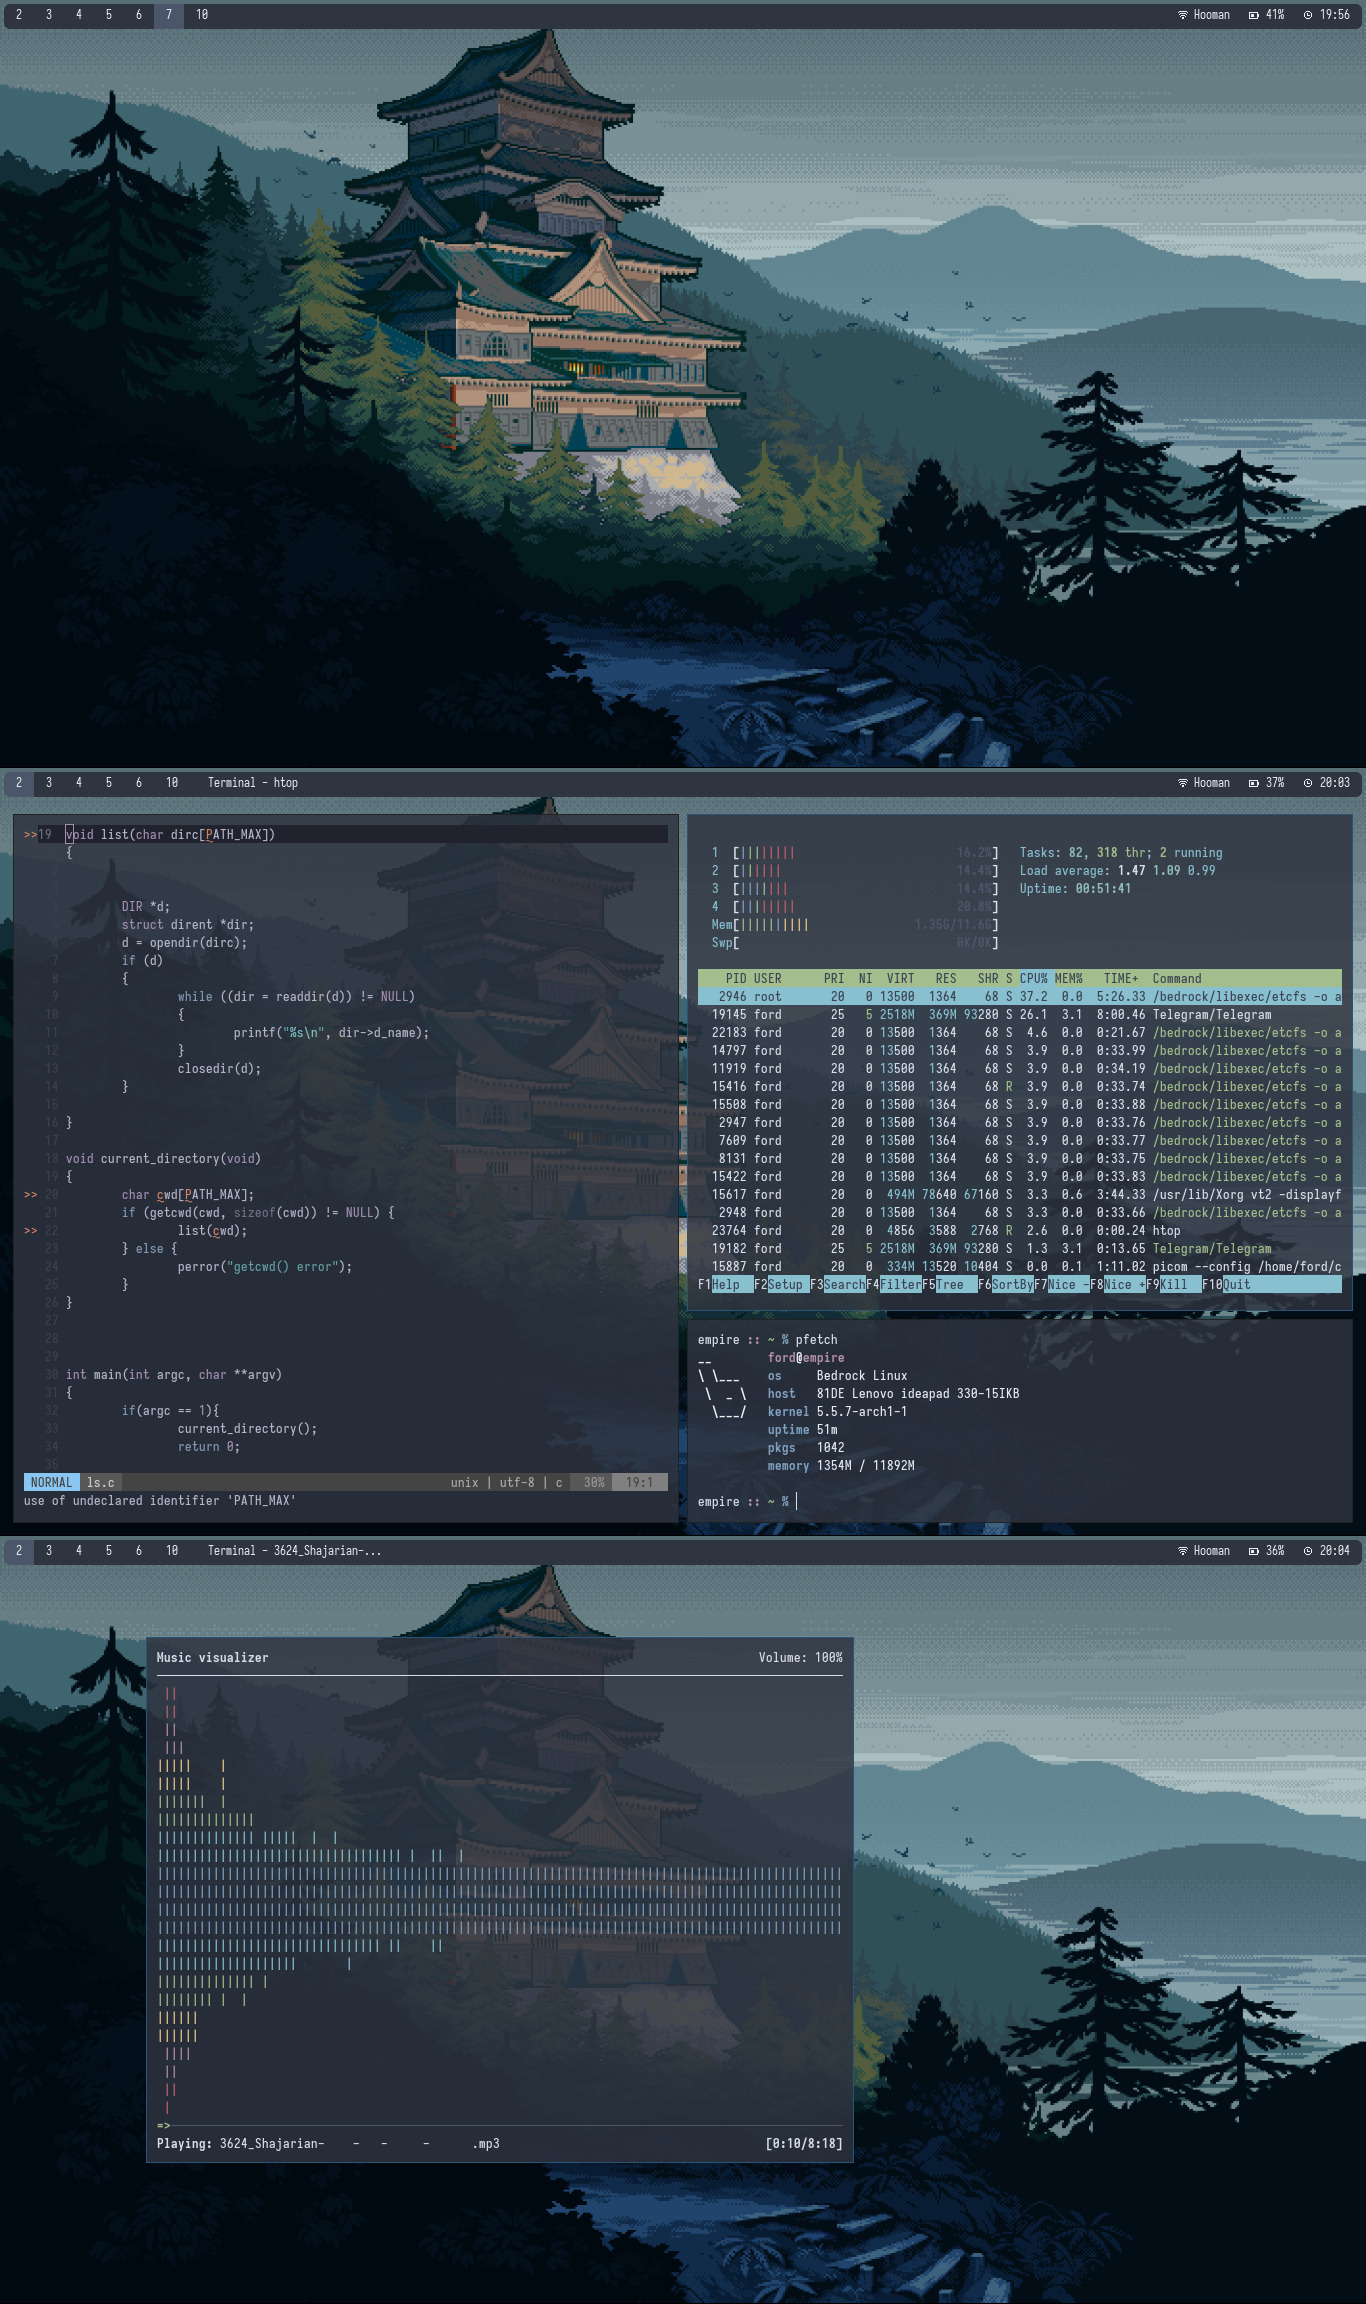 2 3 4 5 6 7 10 Hooman 41% 19:56
2 3 4 5 6 10 Terminal - htop Hooman 37% 20:03
>>19 void list(char dirc[PATH_MAX])
{
DIR *d;
struct dirent *dir;
d = opendir(dirc);
7 if (d)
8 {
9 while ((dir = readdir(d)) != NULL)
10 {
11 printf("%s\n", dir->d_name);
12 }
13 closedir(d);
14 }
15
16 }
17
18 void current_directory(void)
19 {
>> 20 char cwd[PATH_MAX];
21 if (getcwd(cwd, sizeof(cwd)) != NULL) {
>> 22 list(cwd);
23 } else {
24 perror("getcwd() error");
25 }
26 }
27
28
29
30 int main(int argc, char **argv)
31 {
32 if(argc == 1){
33 current_directory();
34 return 0;
35
NORMAL ls.c unix | utf-8 | c 30% 19:1
use of undeclared identifier 'PATH_MAX'
1 [||||||||| 16.2%] Tasks: 82, 318 thr; 2 running
2 [|||||| 14.4%] Load average: 1.47 1.09 0.99
3 [||||||| 14.4%] Uptime: 00:51:41
4 [|||||||| 20.8%]
Mem[|||||||||| 1.35G/11.6G]
Swp[ 0K/0K]
PID USER PRI NI VIRT RES SHR S CPU% MEM% TIME+ Command
2946 root 20 0 13500 1364 68 S 37.2 0.0 5:26.33 /bedrock/libexec/etcfs -o a
19145 ford 25 5 2518M 369M 93280 S 26.1 3.1 8:00.46 Telegram/Telegram
22183 ford 20 0 13500 1364 68 S 4.6 0.0 0:21.67 /bedrock/libexec/etcfs -o a
14797 ford 20 0 13500 1364 68 S 3.9 0.0 0:33.99 /bedrock/libexec/etcfs -o a
11919 ford 20 0 13500 1364 68 S 3.9 0.0 0:34.19 /bedrock/libexec/etcfs -o a
15416 ford 20 0 13500 1364 68 R 3.9 0.0 0:33.74 /bedrock/libexec/etcfs -o a
15508 ford 20 0 13500 1364 68 S 3.9 0.0 0:33.88 /bedrock/libexec/etcfs -o a
2947 ford 20 0 13500 1364 68 S 3.9 0.0 0:33.76 /bedrock/libexec/etcfs -o a
7609 ford 20 0 13500 1364 68 S 3.9 0.0 0:33.77 /bedrock/libexec/etcfs -o a
8131 ford 20 0 13500 1364 68 S 3.9 0.0 0:33.75 /bedrock/libexec/etcfs -o a
15422 ford 20 0 13500 1364 68 S 3.9 0.0 0:33.83 /bedrock/libexec/etcfs -o a
15617 ford 20 0 494M 78640 67160 S 3.3 0.6 3:44.33 /usr/lib/Xorg vt2 -displayf
2948 ford 20 0 13500 1364 68 S 3.3 0.0 0:33.66 /bedrock/libexec/etcfs -o a
23764 ford 20 0 4856 3588 2768 R 2.6 0.0 0:00.24 htop
19182 ford 25 5 2518M 369M 93280 S 1.3 3.1 0:13.65 Telegram/Telegram
15887 ford 20 0 334M 13520 10404 S 0.0 0.1 1:11.02 picom --config /home/ford/c
F1Help F2Setup F3SearchF4FilterF5Tree F6SortByF7Nice -F8Nice +F9Kill F10Quit
empire :: ~ % pfetch
ford@empire
os Bedrock Linux
host 81DE Lenovo ideapad 330-15IKB
kernel 5.5.7-arch1-1
uptime 51m
pkgs 1042
memory 1354M / 11892M
empire :: ~ %
2 3 4 5 6 10 Terminal - 3624_Shajarian-... Hooman 36% 20:04
Music visualizer Volume: 100%
=>
Playing: 3624_Shajarian- - - - .mp3 [0:10/8:18]